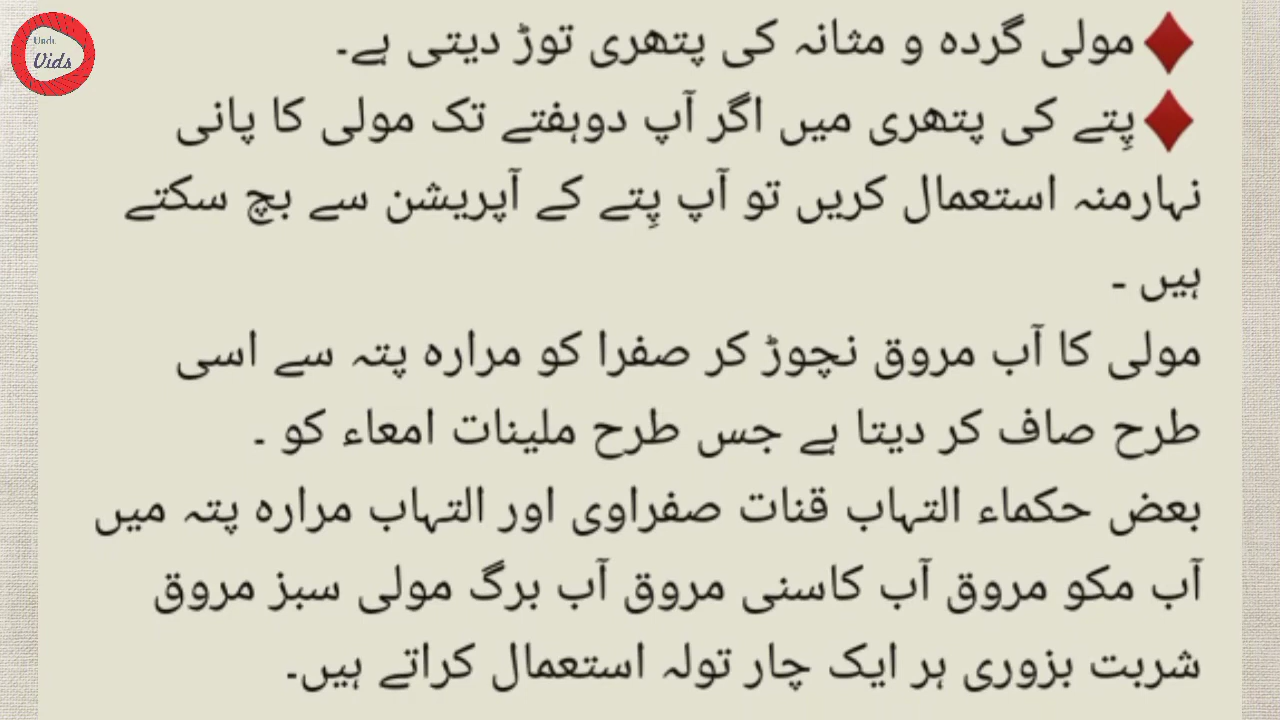 Urdu
Vids
مولی گردہ و مثانہ کی پتھری توڑ دیتی ہے۔
پِتے کی پتھری میں اگر آپ دوہفتے تک مولی کا پانی
نہارمنہ استعمال کریں تو آپ پِتے کے آپریشن سے بچ سکتے
ہیں ۔
مولی کا آب مروق نچوڑ کر صفرا کو مرارہ پتہ سے اسی
طرح صاف کر دیتا ہے جس طرح ملینات امعاء کو ۔
بعض حکماء التہاب قنات صفراوی اور التہاب مرارہ پتہ میں
آب مکو مروق آب کاسنی مروق آب برگ مولی سبز مروق
شربت بزوری ہر ایک چار تولہ استعمال کراتے ہیں۔